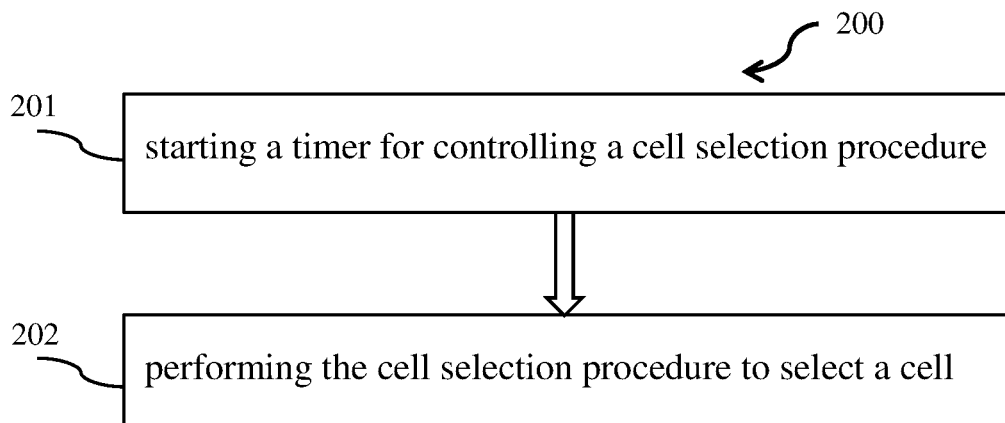 200
201
starting a timer for controlling a cell selection procedure
202
performing the cell selection procedure to select a cell